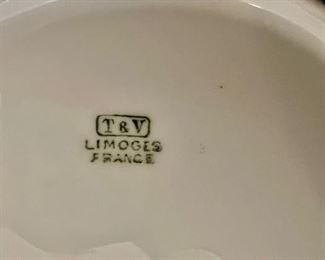 T & V
LIMOGES
FRANCE